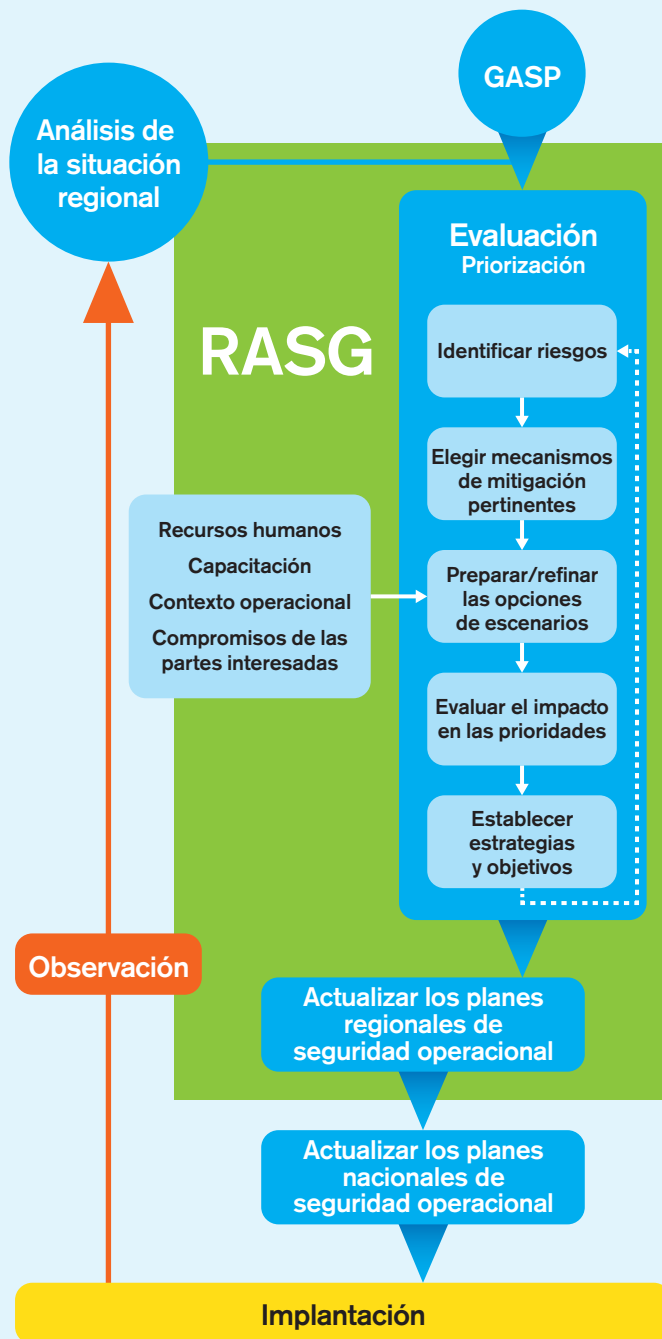 GASP
Análisis de
la situación
regional
Evaluación
Priorización
RASG
Identificar riesgos
Elegir mecanismos
de mitigación
pertinentes
Recursos humanos
Capacitación
Contexto operacional
Compromisos de las
partes interesadas
Preparar/refinar
las opciones
de escenarios
Evaluar el impacto
en las prioridades
Establecer
estrategias
y objetivos
Observación
Actualizar los planes
regionales de
seguridad operacional
Actualizar los planes
nacionales de
seguridad operacional
Implantación